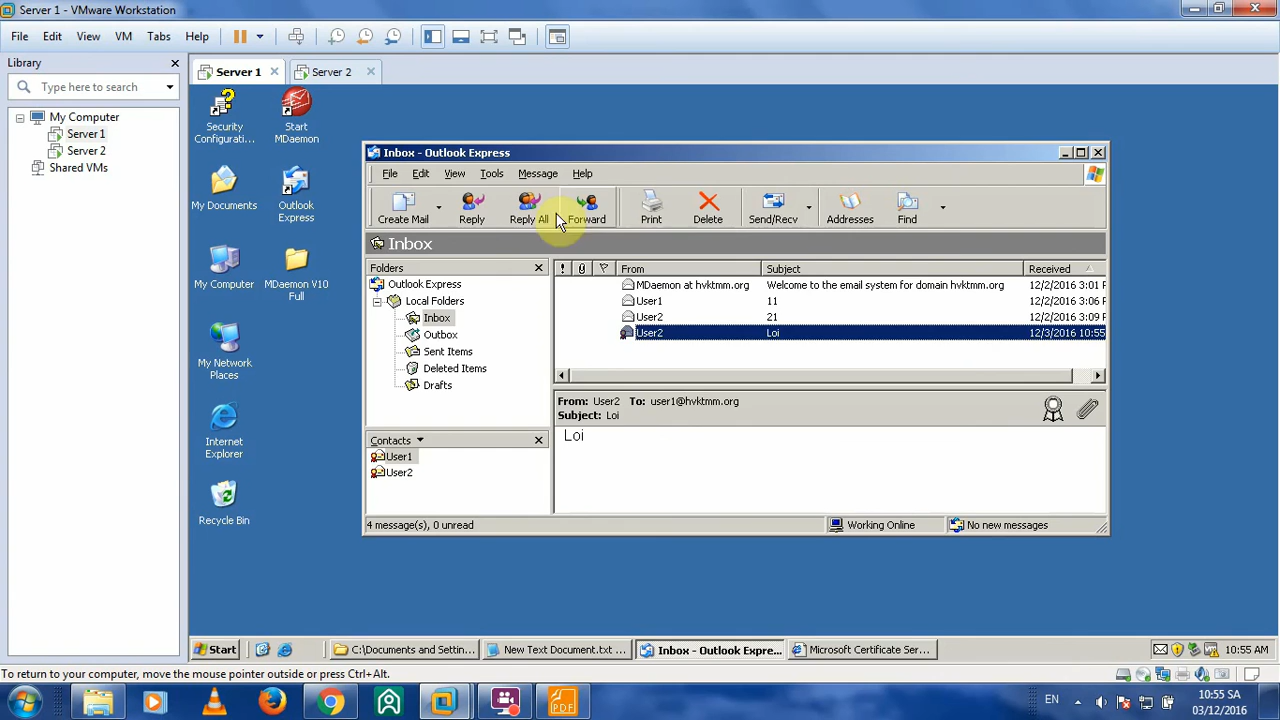 Server 1 - VMware Workstation
File Edit View VM Tabs Help
Library
Type here to search
My Computer
Server 1
Server 2
Shared VMs
Server 1
Server 2
Security
Configurati...
Start
MDaemon
My Documents
Outlook
Express
My Computer
MDaemon V10
Full
My Network
Places
Internet
Explorer
Recycle Bin
Inbox - Outlook Express
File Edit View Tools Message Help
Create Mail Reply Reply All Forward Print Delete Send/Recv Addresses Find
Inbox
Folders
Outlook Express
Local Folders
Inbox
Outbox
Sent Items
Deleted Items
Drafts
Contacts
User1
User2
! From Subject Received
MDaemon at hvktmm.org Welcome to the email system for domain hvktmm.org 12/2/2016 3:01 P
User1 11 12/2/2016 3:06 P
User2 21 12/2/2016 3:09 P
User2 Loi 12/3/2016 10:55
From: User2 To: user1@hvktmm.org
Subject: Loi
Loi
4 message(s), 0 unread Working Online No new messages
Start C:\Documents and Settin... New Text Document.txt ... Inbox - Outlook Expre... Microsoft Certificate Ser... 10:55 AM
To return to your computer, move the mouse pointer outside or press Ctrl+Alt.
PDF
EN
10:55 SA
03/12/2016